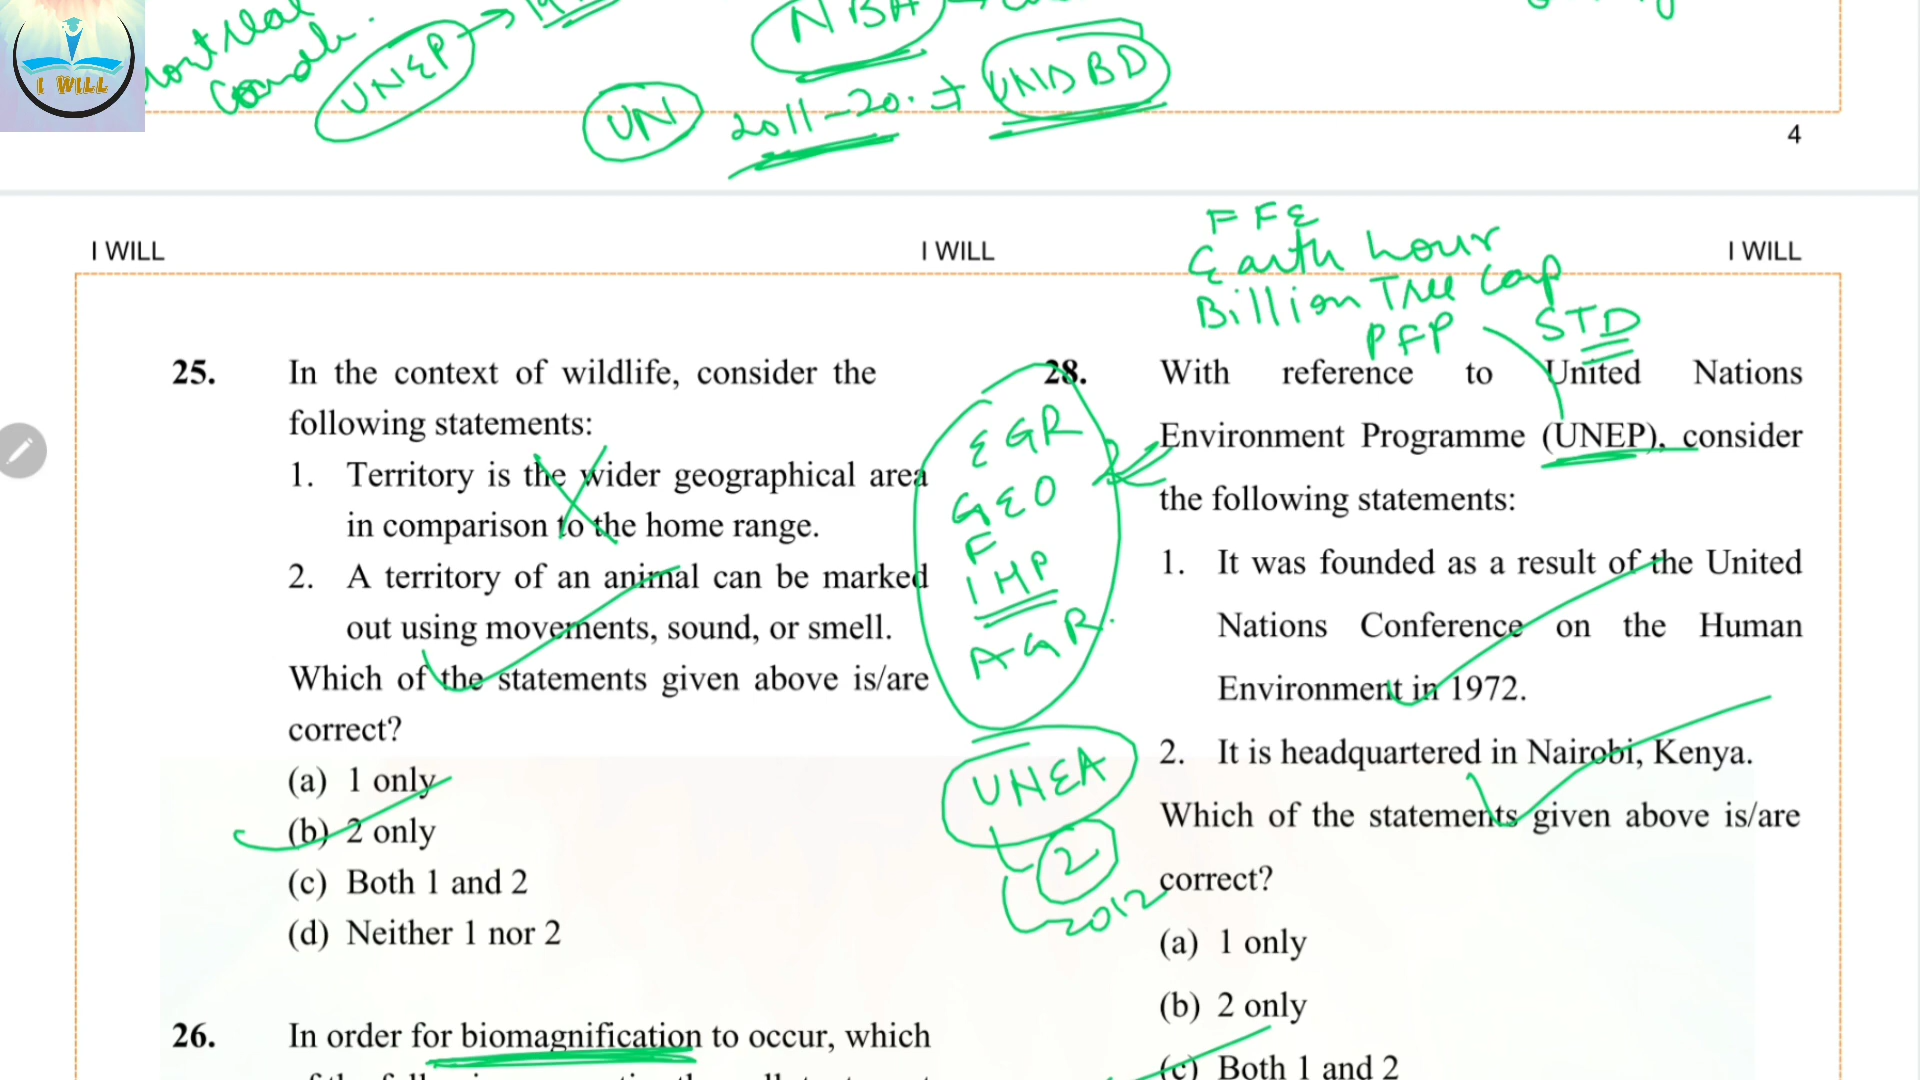 I WILL
UNEP
NBA
UN
2011-20. → UNDBD
4
I WILL
I WILL
I WILL
FFE
Earth hour
Billion Tree
PFP
STD
25. In the context of wildlife, consider the
following statements:
1. Territory is the wider geographical area
in comparison to the home range.
2. A territory of an animal can be marked
out using movements, sound, or smell.
Which of the statements given above is/are
correct?
(a) 1 only
(b) 2 only
(c) Both 1 and 2
(d) Neither 1 nor 2
26. In order for biomagnification to occur, which
EGR
GEO
F
IHP
AGR.
UNEA
2
2012
28. With reference to United Nations
Environment Programme (UNEP), consider
the following statements:
1. It was founded as a result of the United
Nations Conference on the Human
Environment in 1972.
2. It is headquartered in Nairobi, Kenya.
Which of the statements given above is/are
correct?
(a) 1 only
(b) 2 only
(c) Both 1 and 2